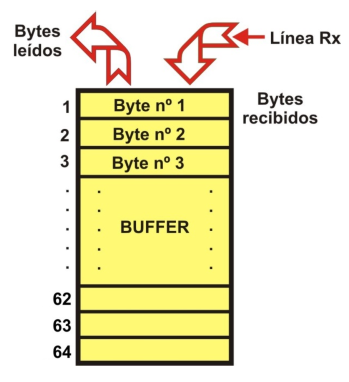 Bytes
leídos
Línea Rx
Bytes
recibidos
1 Byte nº 1
2 Byte nº 2
3 Byte nº 3
BUFFER
62
63
64